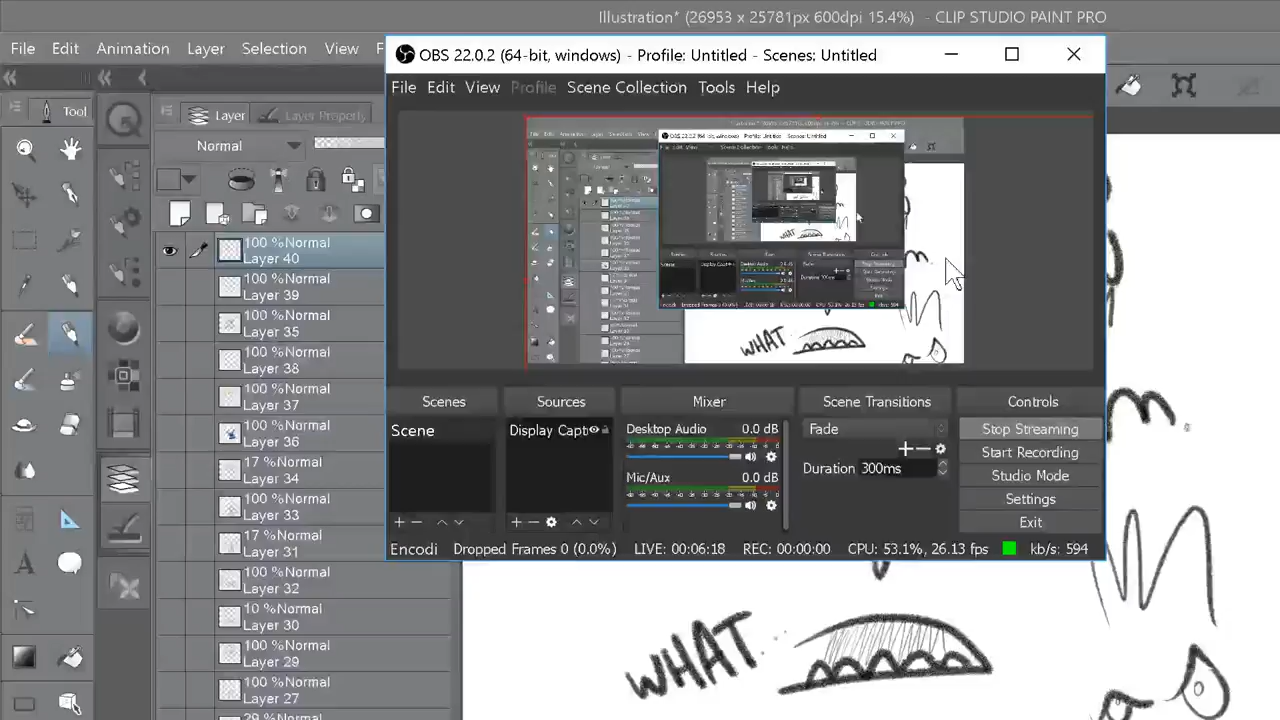 Illustration* (26953 x 25781px 600dpi 15.4%) - CLIP STUDIO PAINT PRO
File Edit Animation Layer Selection View F
OBS 22.0.2 (64-bit, windows) - Profile: Untitled - Scenes: Untitled
File Edit View Profile Scene Collection Tools Help
Tool
Layer Layer Property
Normal
100 %Normal
Layer 40
100 %Normal
Layer 39
100 %Normal
Layer 35
100 %Normal
Layer 38
100 %Normal
Layer 37
100 %Normal
Layer 36
17 %Normal
Layer 34
100 %Normal
Layer 33
17 %Normal
Layer 31
100 %Normal
Layer 32
10 %Normal
Layer 30
100 %Normal
Layer 29
100 %Normal
Layer 27
29 %Normal
Scenes
Scene
Sources
Display Capt
Mixer
Desktop Audio 0.0 dB
Mic/Aux 0.0 dB
Scene Transitions
Fade
Duration 300ms
Controls
Stop Streaming
Start Recording
Studio Mode
Settings
Exit
Encodi Dropped Frames 0 (0.0%) LIVE: 00:06:18 REC: 00:00:00 CPU: 53.1%, 26.13 fps kb/s: 594
WHAT